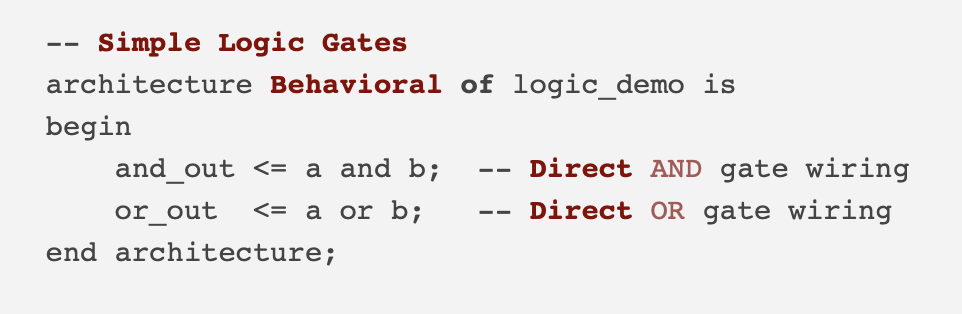 -- Simple Logic Gates
architecture Behavioral of logic_demo is
begin
    and_out <= a and b;  -- Direct AND gate wiring
    or_out  <= a or b;   -- Direct OR gate wiring
end architecture;